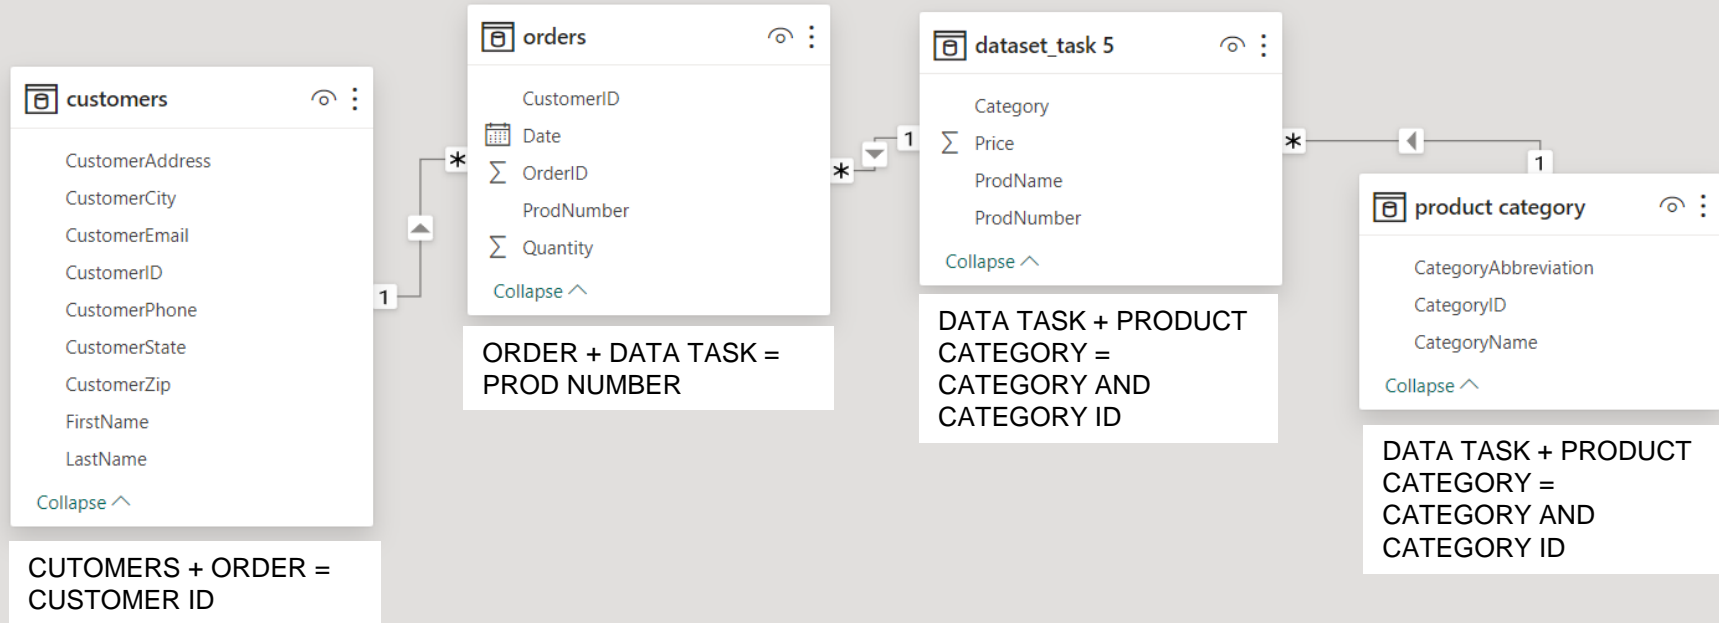 customers
CustomerAddress
CustomerCity
CustomerEmail
CustomerID
CustomerPhone
CustomerState
CustomerZip
FirstName
LastName
Collapse
CUTOMERS + ORDER =
CUSTOMER ID
1
*
orders
CustomerID
Date
OrderID
ProdNumber
Quantity
Collapse
ORDER + DATA TASK =
PROD NUMBER
*
1
dataset_task 5
Category
Price
ProdName
ProdNumber
Collapse
DATA TASK + PRODUCT
CATEGORY =
CATEGORY AND
CATEGORY ID
*
1
product category
CategoryAbbreviation
CategoryID
CategoryName
Collapse
DATA TASK + PRODUCT
CATEGORY =
CATEGORY AND
CATEGORY ID